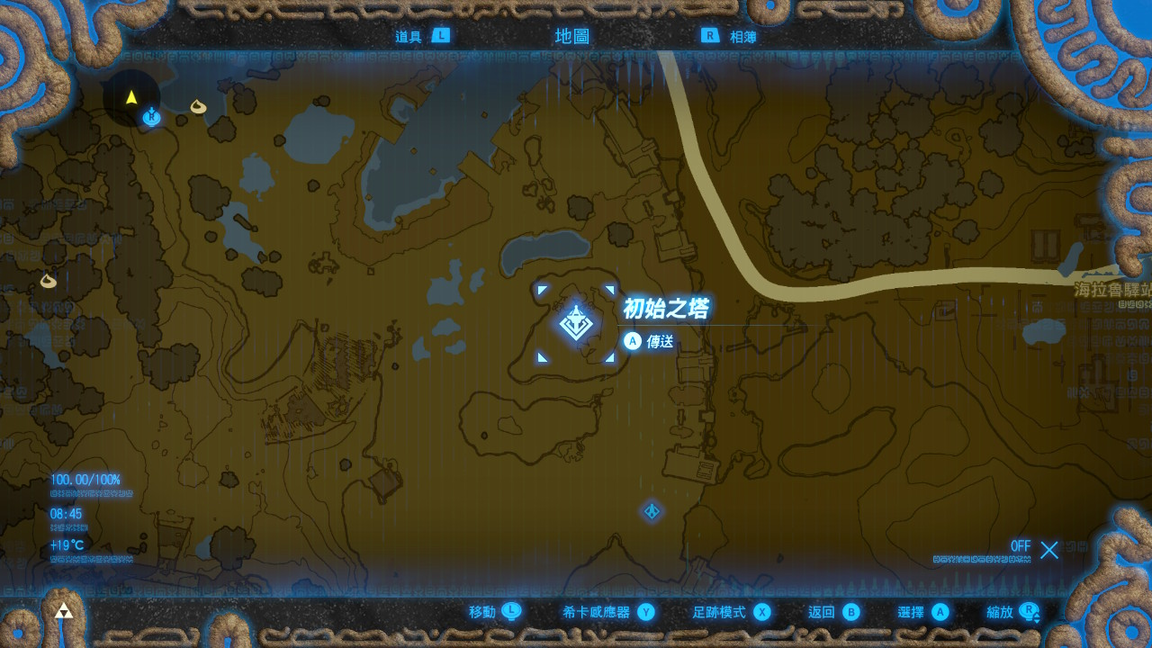 道具 L
地圖
R 相簿
R
海拉魯驛站
初始之塔
A 傳送
100.00/100%
08:45
+19℃
OFF
移動 L
希卡感應器 Y
足跡模式 X
返回 B
選擇 A
縮放 R